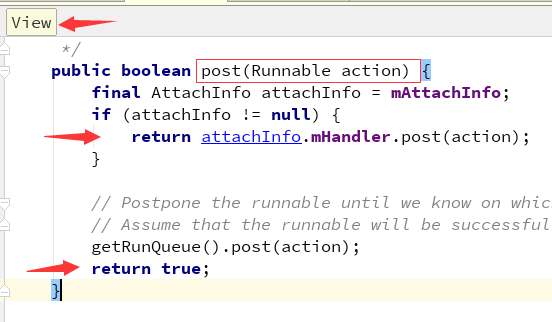 View
*/
public boolean post(Runnable action) {
final AttachInfo attachInfo = mAttachInfo;
if (attachInfo != null) {
return attachInfo.mHandler.post(action);
}
// Postpone the runnable until we know on which
// Assume that the runnable will be successful
getRunQueue().post(action);
return true;
}